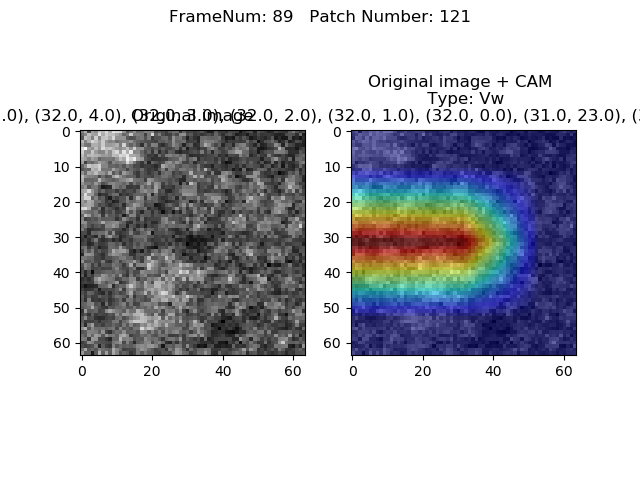 FrameNum: 89   Patch Number: 121
Original image + CAM
Type: Vw
.0), (32.0, 4.0), (32.0, 3.0), (32.0, 2.0), (32.0, 1.0), (32.0, 0.0), (31.0, 23.0), (3
Original image
0
10
20
30
40
50
60
0 20 40 60
0
10
20
30
40
50
60
0 20 40 60